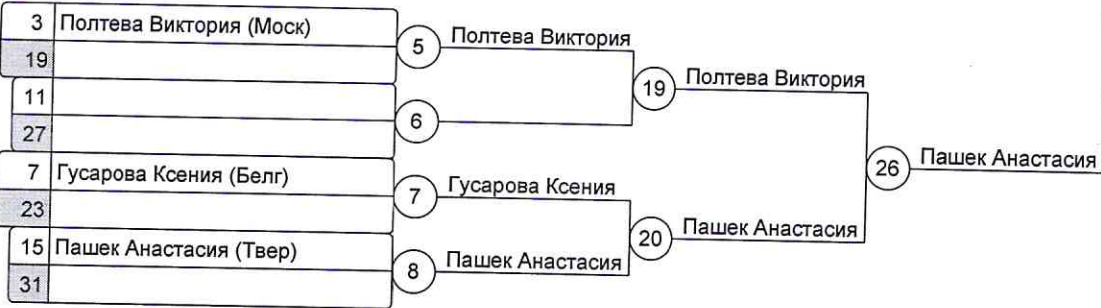 3 Полтева Виктория (Моск)
19
11
27
7 Гусарова Ксения (Белг)
23
15 Пашек Анастасия (Твер)
31
5 Полтева Виктория
6
7 Гусарова Ксения
8 Пашек Анастасия
19 Полтева Виктория
20 Пашек Анастасия
26 Пашек Анастасия